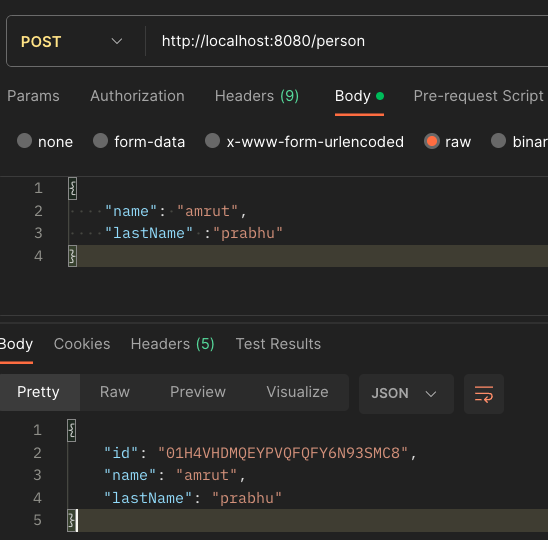 POST http://localhost:8080/person
Params Authorization Headers (9) Body Pre-request Script
none form-data x-www-form-urlencoded raw binar
1 {
2 "name": "amrut",
3 "lastName" :"prabhu"
4 }
Body Cookies Headers (5) Test Results
Pretty Raw Preview Visualize JSON
1 {
2 "id": "01H4VHDMQEYPVQFQFY6N93SMC8",
3 "name": "amrut",
4 "lastName": "prabhu"
5 }